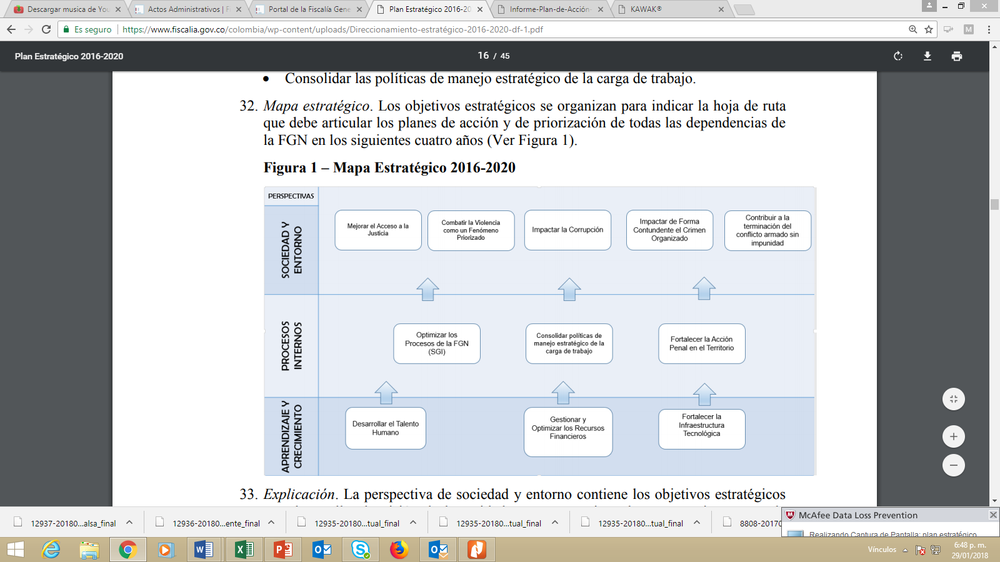 Descargar musica de You
Actos Administrativos | F
Portal de la Fiscalía Gene
Plan Estratégico 2016-20
Informe-Plan-de-Acción-
KAWAK®
Es seguro
https://www.fiscalia.gov.co/colombia/wp-content/uploads/Direccionamiento-estratégico-2016-2020-df-1.pdf
M
Plan Estratégico 2016-2020
16 / 45
• Consolidar las políticas de manejo estratégico de la carga de trabajo.
32. Mapa estratégico. Los objetivos estratégicos se organizan para indicar la hoja de ruta
que debe articular los planes de acción y de priorización de todas las dependencias de
la FGN en los siguientes cuatro años (Ver Figura 1).
Figura 1 – Mapa Estratégico 2016-2020
PERSPECTIVAS
SOCIEDAD Y
ENTORNO
Mejorar el Acceso a la
Justicia
Combatir la Violencia
como un Fenómeno
Priorizado
Impactar la Corrupción
Impactar de Forma
Contundente el Crimen
Organizado
Contribuir a la
terminación del
conflicto armado sin
impunidad
PROCESOS
INTERNOS
Optimizar los
Procesos de la FGN
(SGI)
Consolidar políticas de
manejo estratégico de la
carga de trabajo
Fortalecer la Acción
Penal en el Territorio
APRENDIZAJE Y
CRECIMIENTO
Desarrollar el Talento
Humano
Gestionar y
Optimizar los Recursos
Financieros
Fortalecer la
Infraestructura
Tecnológica
33. Explicación. La perspectiva de sociedad y entorno contiene los objetivos estratégicos
12937-20180...alsa_final
12936-20180...ente_final
12935-20180...tual_final
12935-20180...tual_final
12935-20180...tual_final
8808-20170
McAfee Data Loss Prevention
Realizando Captura de Pantalla: plan estratégico
Vínculos
6:48 p. m.
29/01/2018